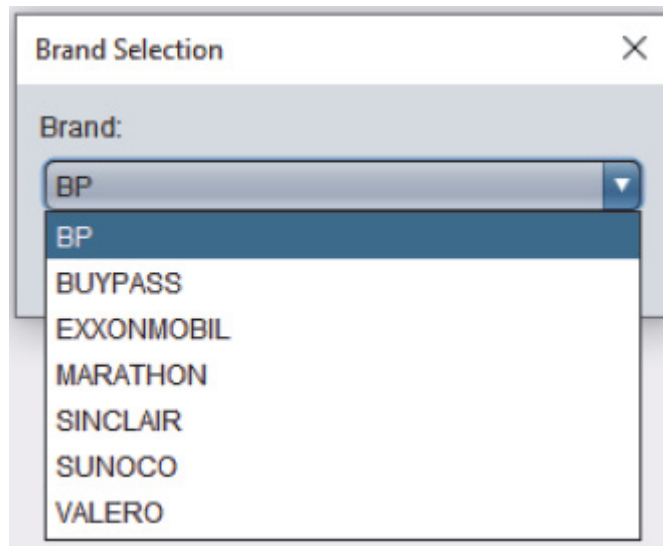 Brand Selection
Brand:
BP
BP
BUYPASS
EXXONMOBIL
MARATHON
SINCLAIR
SUNOCO
VALERO